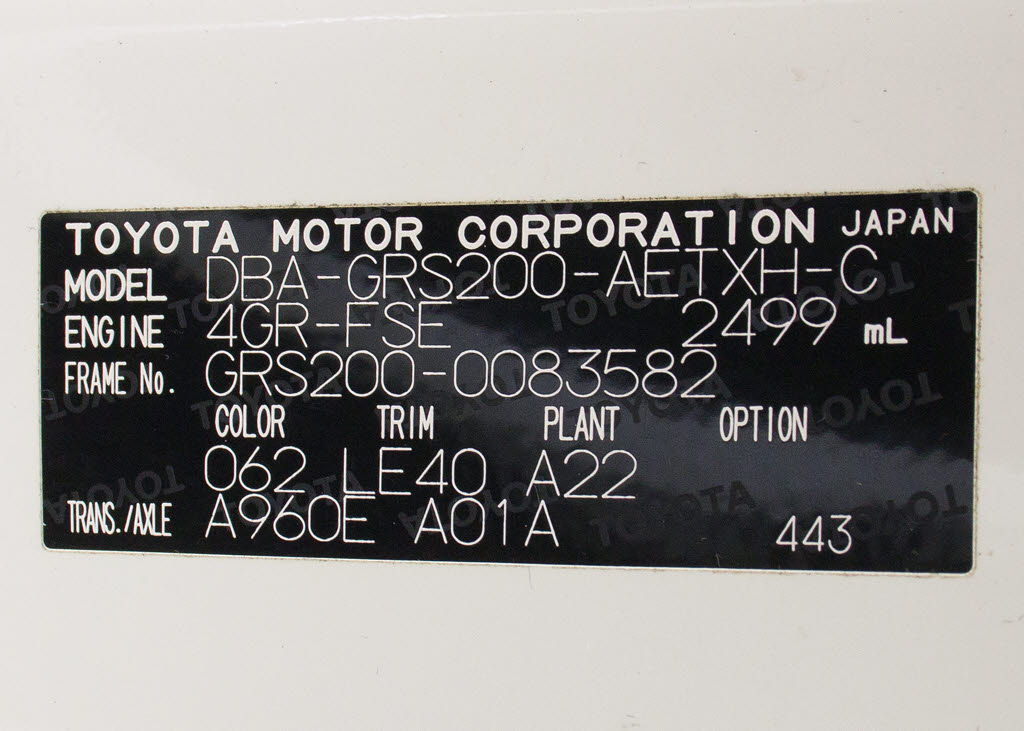 TOYOTA MOTOR CORPORATION JAPAN
MODEL DBA-GRS200-AETXH-C
ENGINE 4GR-FSE 2499 mL
FRAME No. GRS200-0083582
COLOR TRIM PLANT OPTION
062 LE40 A22
TRANS./AXLE A960E A01A 443